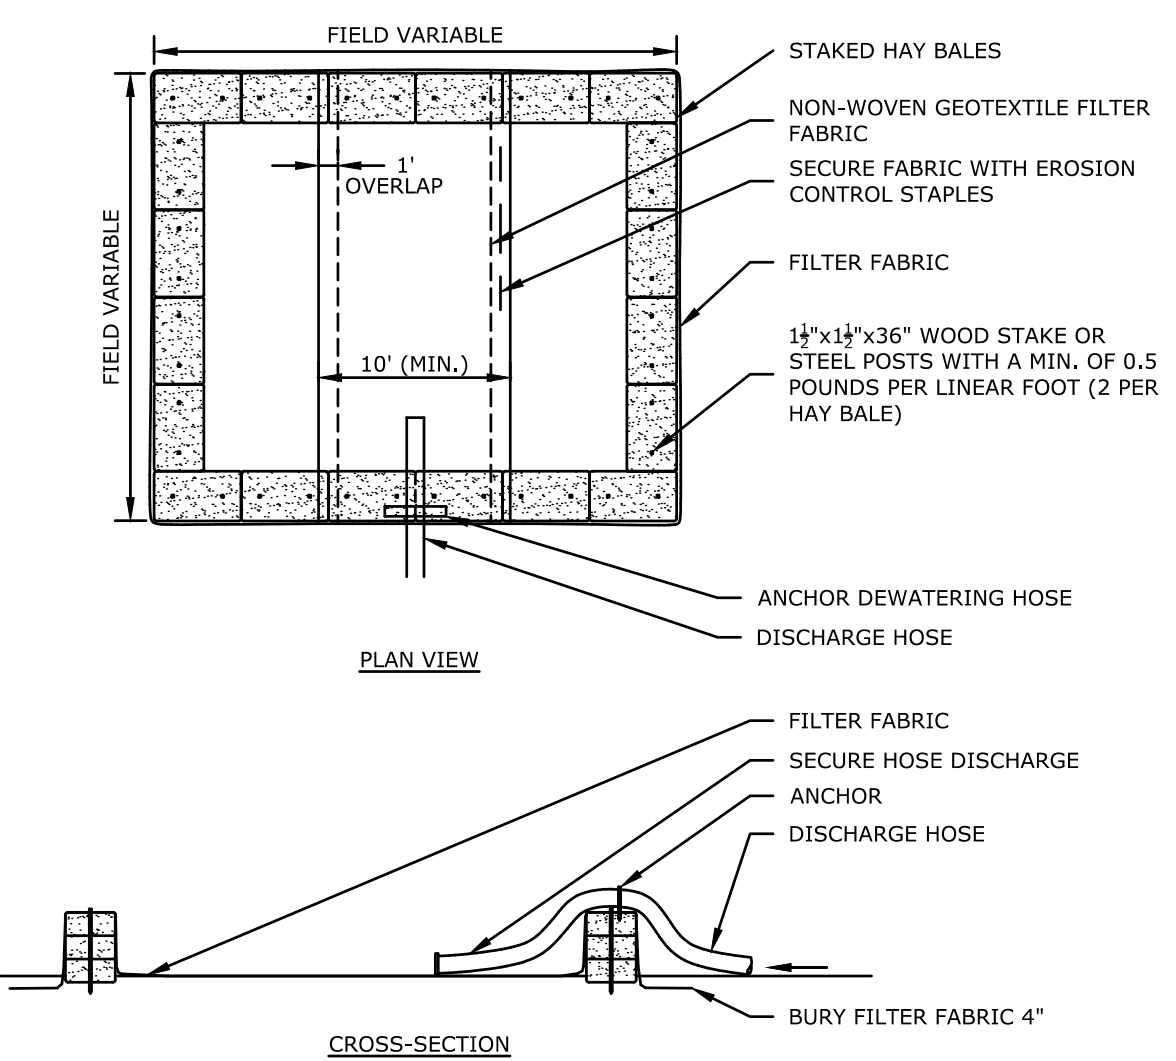 FIELD VARIABLE
STAKED HAY BALES
NON-WOVEN GEOTEXTILE FILTER
FABRIC
1'
OVERLAP
SECURE FABRIC WITH EROSION
CONTROL STAPLES
FIELD VARIABLE
FILTER FABRIC
1½"x1½"x36" WOOD STAKE OR
STEEL POSTS WITH A MIN. OF 0.5
POUNDS PER LINEAR FOOT (2 PER
HAY BALE)
10' (MIN.)
ANCHOR DEWATERING HOSE
DISCHARGE HOSE
PLAN VIEW
FILTER FABRIC
SECURE HOSE DISCHARGE
ANCHOR
DISCHARGE HOSE
BURY FILTER FABRIC 4"
CROSS-SECTION